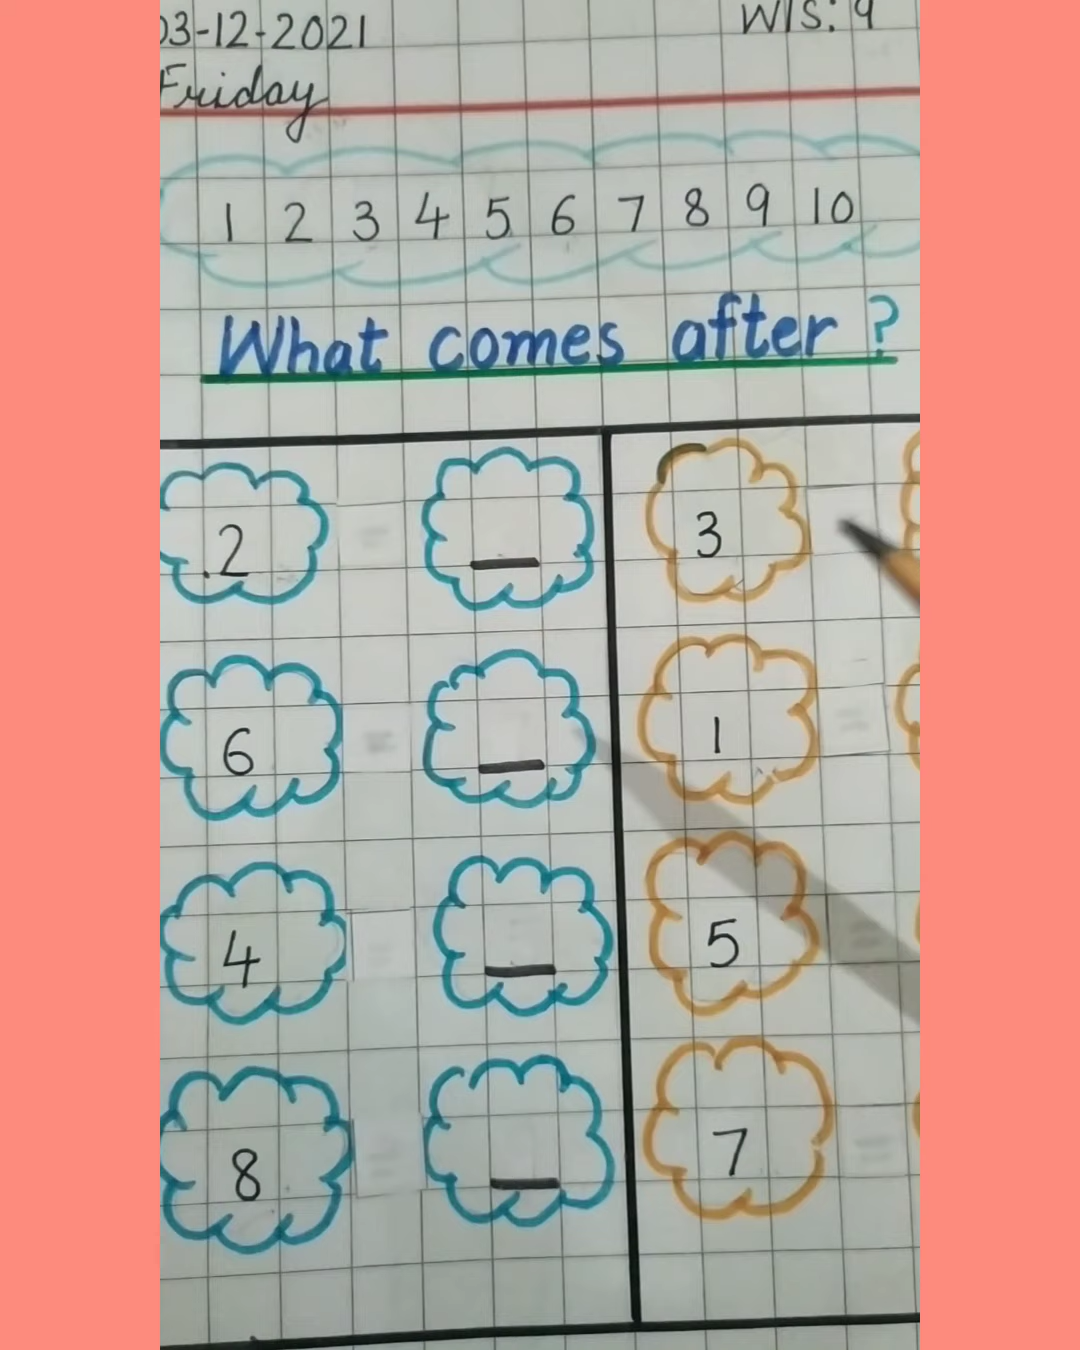 03-12-2021
W/S: 9
Friday
1 2 3 4 5 6 7 8 9 10
What comes after ?
2 _ 3
6 _ 1
4 _ 5
8 _ 7